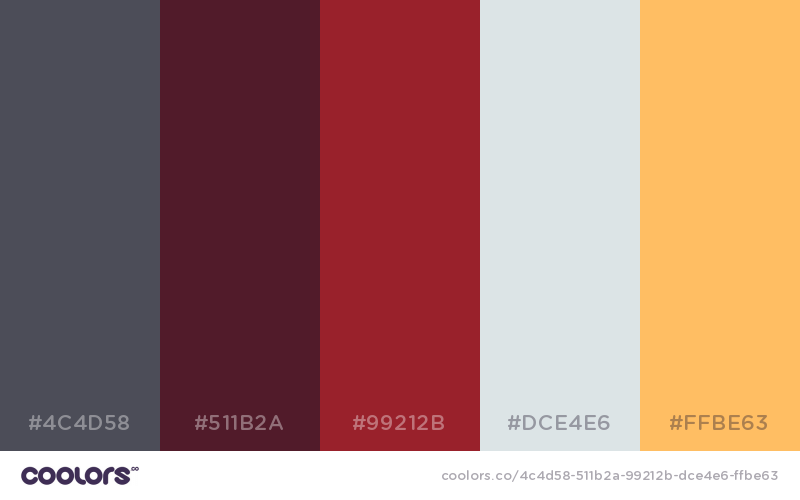 #4C4D58 #511B2A #99212B #DCE4E6 #FFBE63
coolors∞ coolors.co/4c4d58-511b2a-99212b-dce4e6-ffbe63